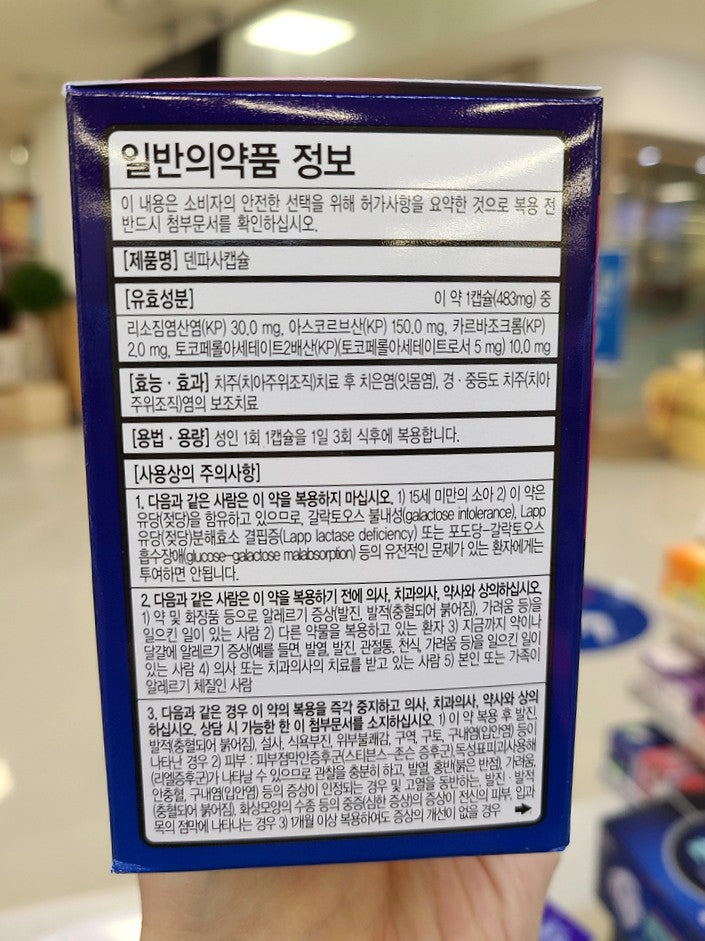 일반의약품 정보
이 내용은 소비자의 안전한 선택을 위해 허가사항을 요약한 것으로 복용 전
반드시 첨부문서를 확인하십시오.
[제품명] 덴파사캡슐
[유효성분] 이 약 1캡슐(483mg) 중
리소짐염산염(KP) 30.0 mg, 아스코르브산(KP) 150.0 mg, 카르바조크롬(KP)
2.0 mg, 토코페롤아세테이트2배산(KP)(토코페롤아세테이트로서 5 mg) 10.0 mg
[효능·효과] 치주(치아주위조직)치료 후 치은염(잇몸염), 경·중등도 치주(치아
주위조직)염의 보조치료
[용법·용량] 성인 1회 1캡슐을 1일 3회 식후에 복용합니다.
[사용상의 주의사항]
1. 다음과 같은 사람은 이 약을 복용하지 마십시오. 1) 15세 미만의 소아 2) 이 약은
유당(젖당)을 함유하고 있으므로, 갈락토오스 불내성(galactose intolerance), Lapp
유당(젖당)분해효소 결핍증(Lapp lactase deficiency) 또는 포도당-갈락토오스
흡수장애(glucose-galactose malabsorption) 등의 유전적인 문제가 있는 환자에게는
투여하면 안됩니다.
2. 다음과 같은 사람은 이 약을 복용하기 전에 의사, 치과의사, 약사와 상의하십시오.
1) 약 및 화장품 등으로 알레르기 증상(발진, 발적(충혈되어 붉어짐), 가려움 등)을
일으킨 일이 있는 사람 2) 다른 약물을 복용하고 있는 환자 3) 지금까지 약이나
달걀에 알레르기 증상(예를 들면, 발열, 발진, 관절통, 천식, 가려움 등)을 일으킨 일이
있는 사람 4) 의사 또는 치과의사의 치료를 받고 있는 사람 5) 본인 또는 가족이
알레르기 체질인 사람
3. 다음과 같은 경우 이 약의 복용을 즉각 중지하고 의사, 치과의사, 약사와 상의
하십시오. 상담 시 가능한 한 이 첨부문서를 소지하십시오. 1) 이 약 복용 후 발진,
발적(충혈되어 붉어짐), 설사, 식욕부진, 위부불쾌감, 구역, 구토, 구내염(입안염) 등이
나타난 경우 2) 피부 : 피부점막안증후군(스티븐스-존슨 증후군) 독성표피괴사용해
(리엘증후군)가 나타날 수 있으므로 관찰을 충분히 하고, 발열, 홍반(붉은 반점), 가려움,
안충혈, 구내염(입안염) 등의 증상이 인정되는 경우 및 고열을 동반하는, 발진·발적
(충혈되어 붉어짐), 화상모양의 수종 등의 중증(심한 증상)의 증상이 전신의 피부, 입과
목의 점막에 나타나는 경우 3) 1개월 이상 복용하여도 증상의 개선이 없을 경우